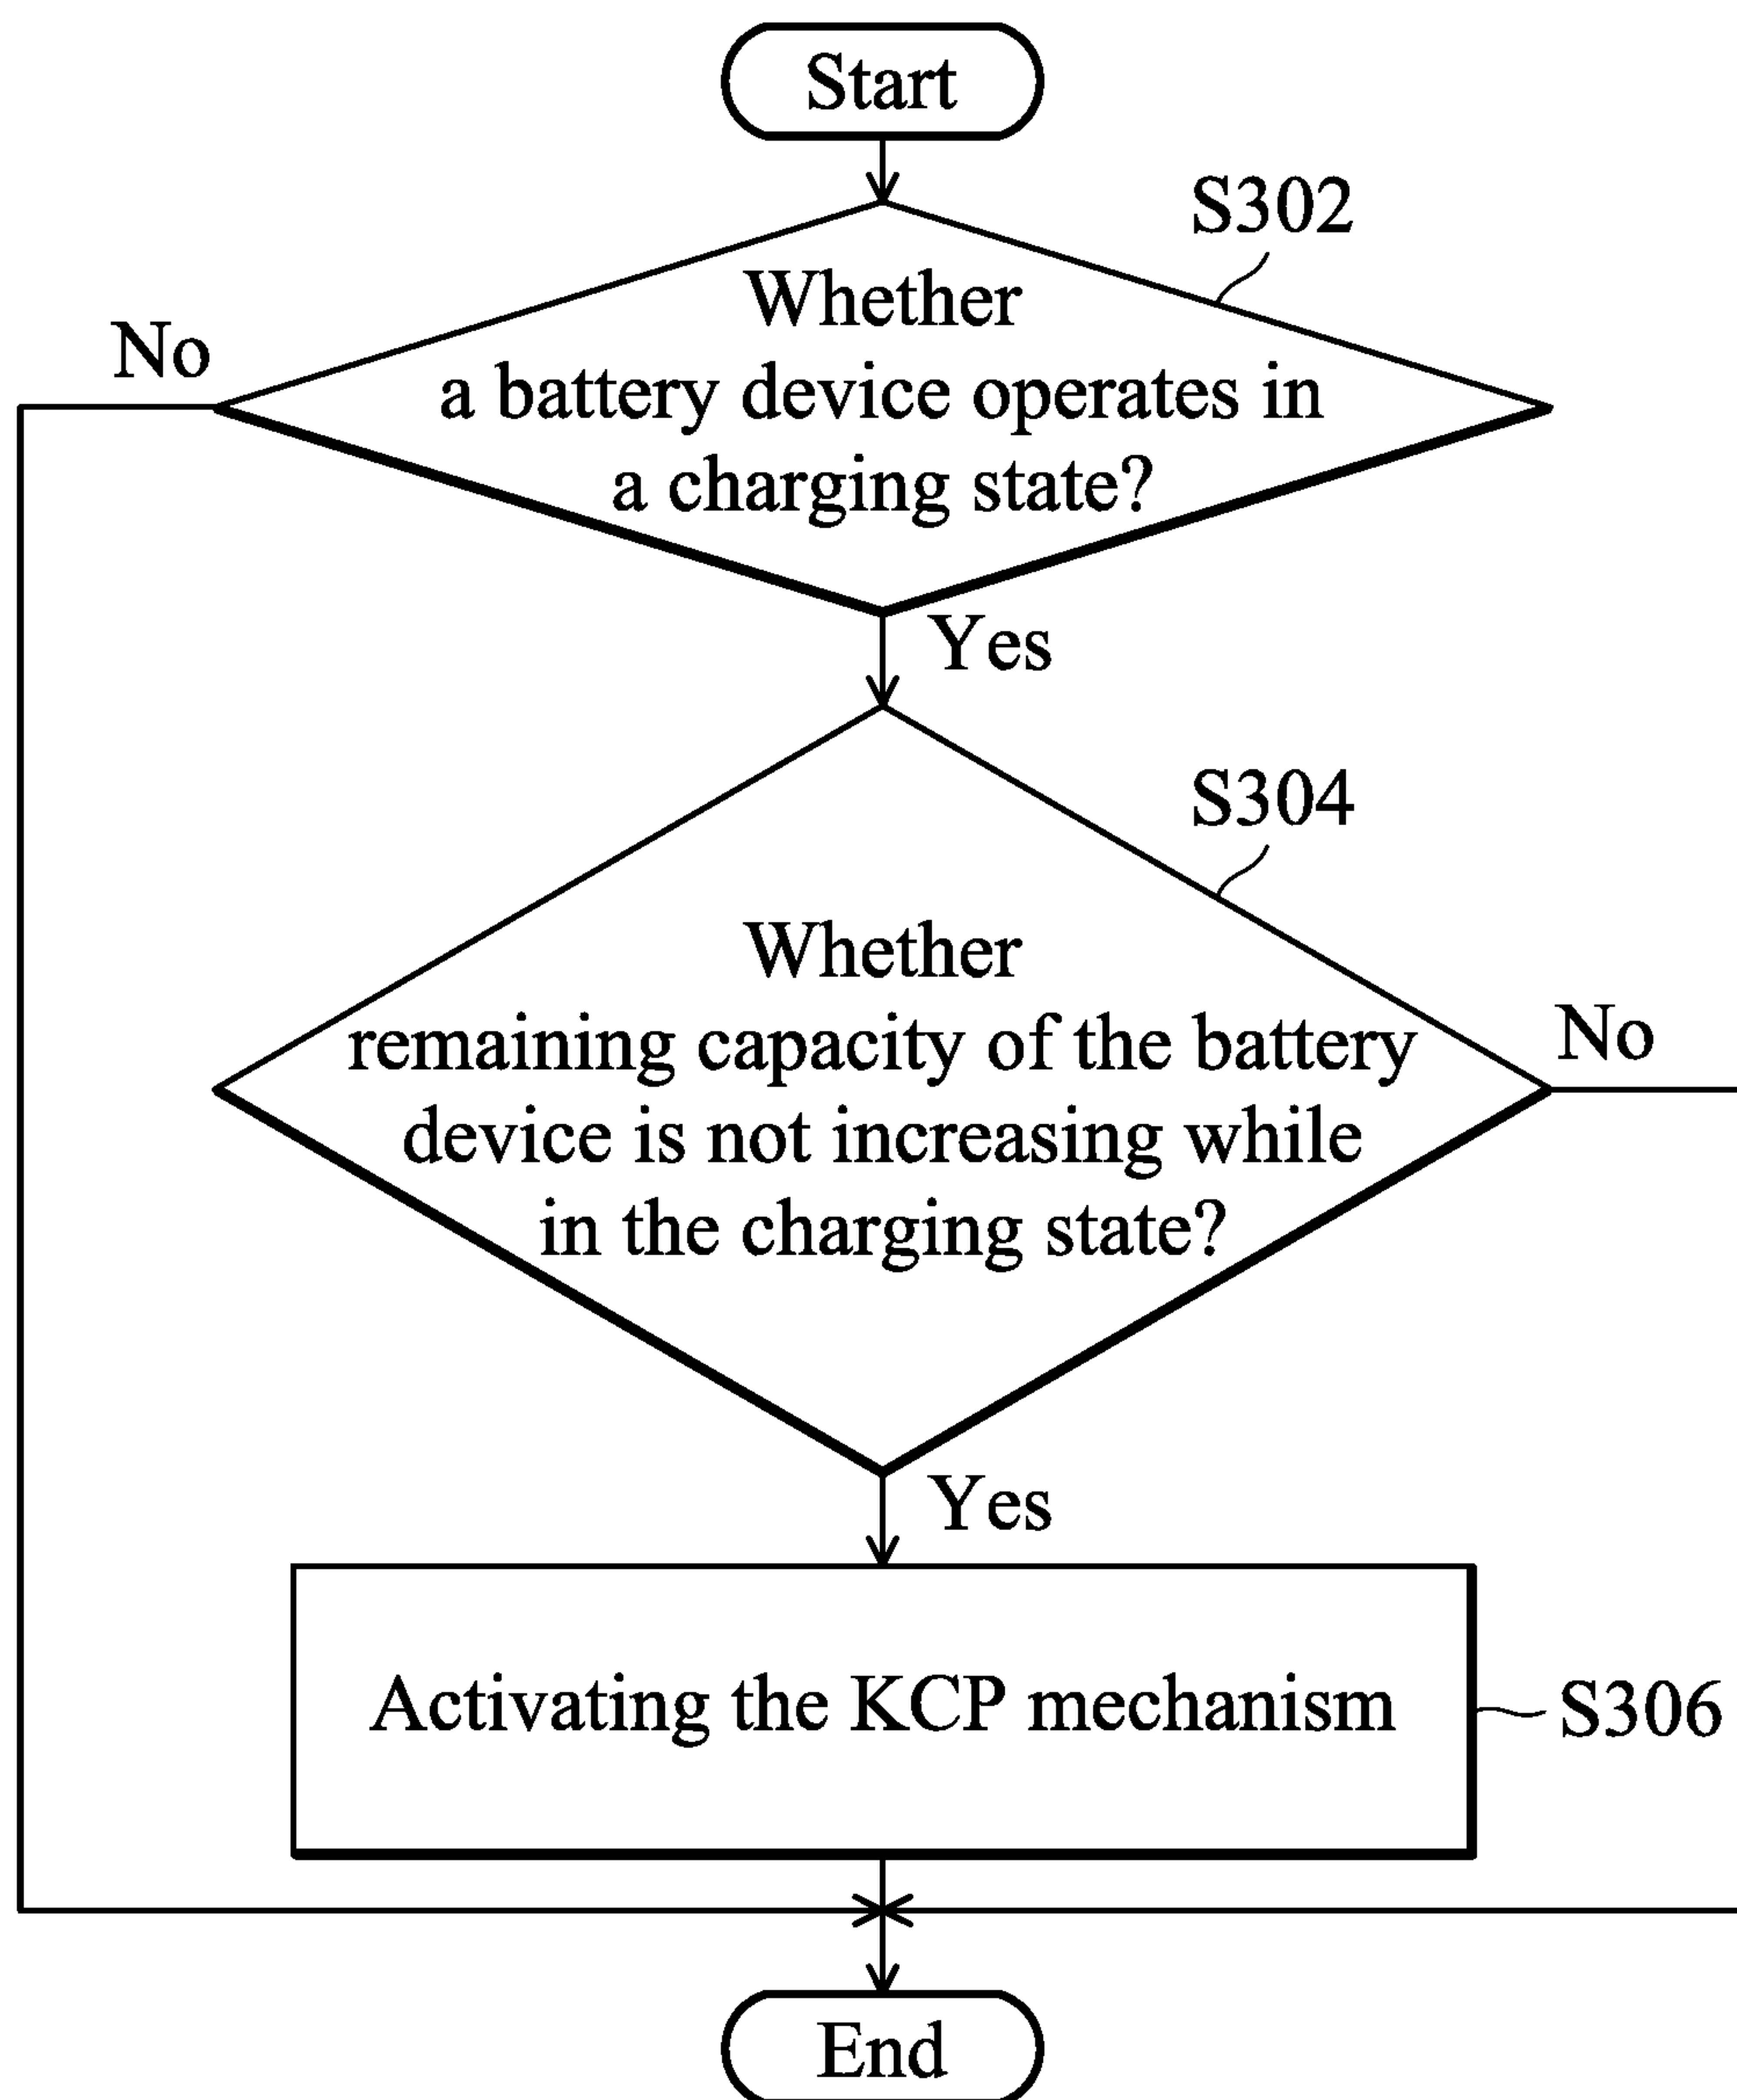 Start
S302
Whether
a battery device operates in
a charging state?
No
Yes
S304
Whether
remaining capacity of the battery
device is not increasing while
in the charging state?
No
Yes
Activating the KCP mechanism
S306
End